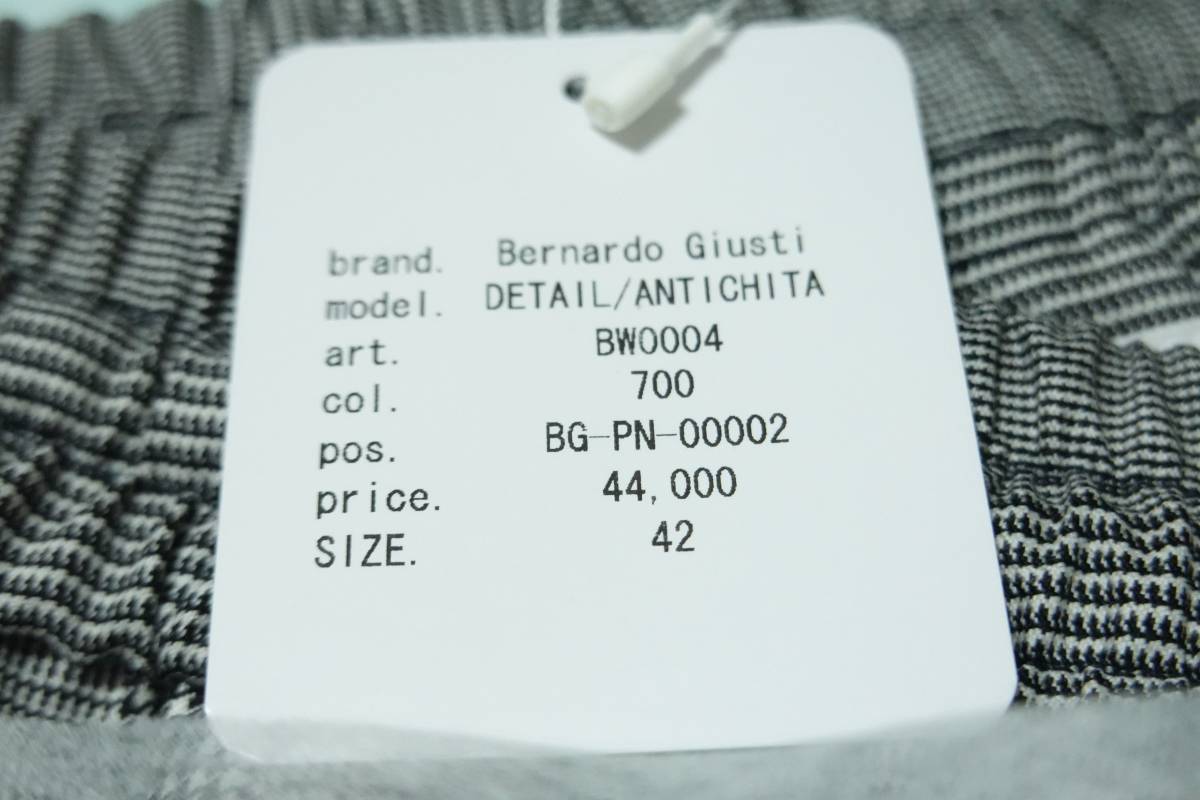 brand. Bernardo Giusti
model. DETAIL/ANTICHITA
art. BW0004
col. 700
pos. BG-PN-00002
price. 44,000
SIZE. 42